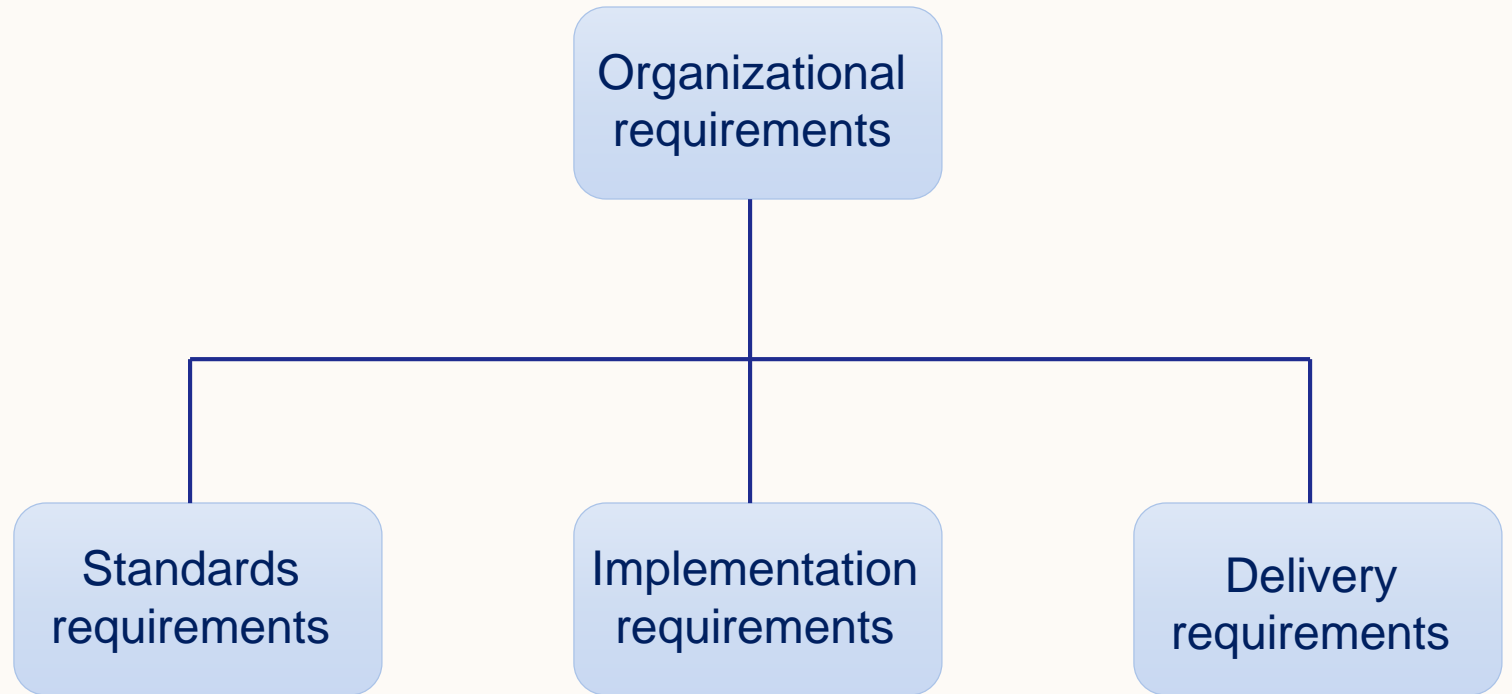 Organizational
requirements
Standards
requirements
Implementation
requirements
Delivery
requirements